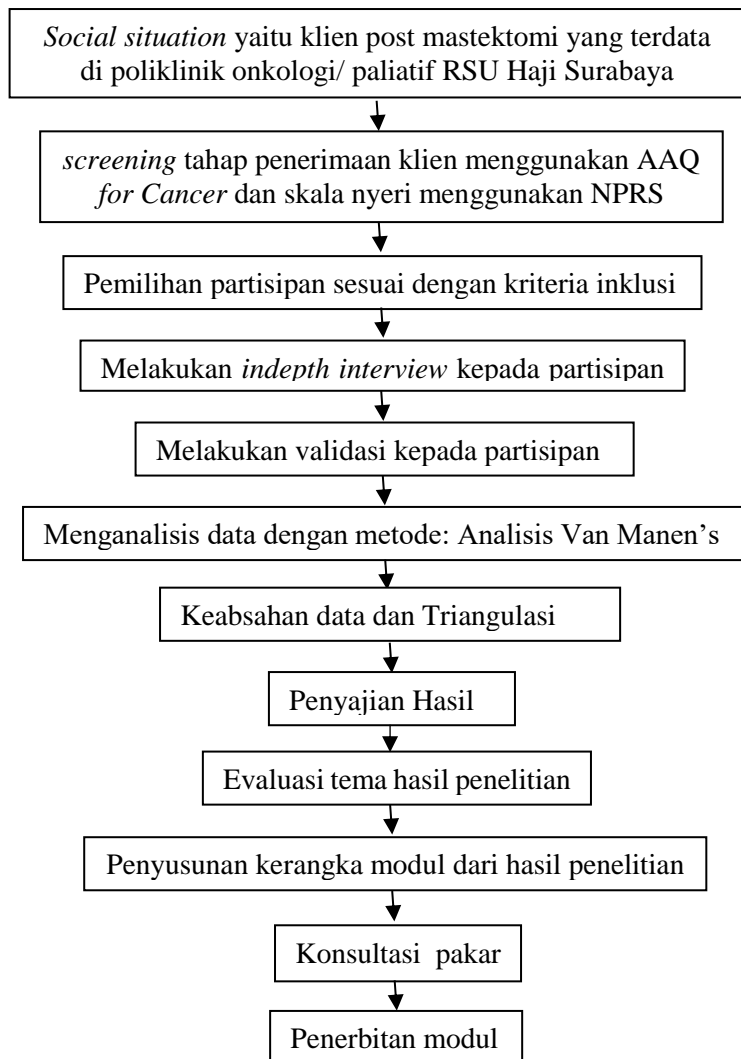 Social situation yaitu klien post mastektomi yang terdata
di poliklinik onkologi/ paliatif RSU Haji Surabaya
screening tahap penerimaan klien menggunakan AAQ
for Cancer dan skala nyeri menggunakan NPRS
Pemilihan partisipan sesuai dengan kriteria inklusi
Melakukan indepth interview kepada partisipan
Melakukan validasi kepada partisipan
Menganalisis data dengan metode: Analisis Van Manen’s
Keabsahan data dan Triangulasi
Penyajian Hasil
Evaluasi tema hasil penelitian
Penyusunan kerangka modul dari hasil penelitian
Konsultasi pakar
Penerbitan modul